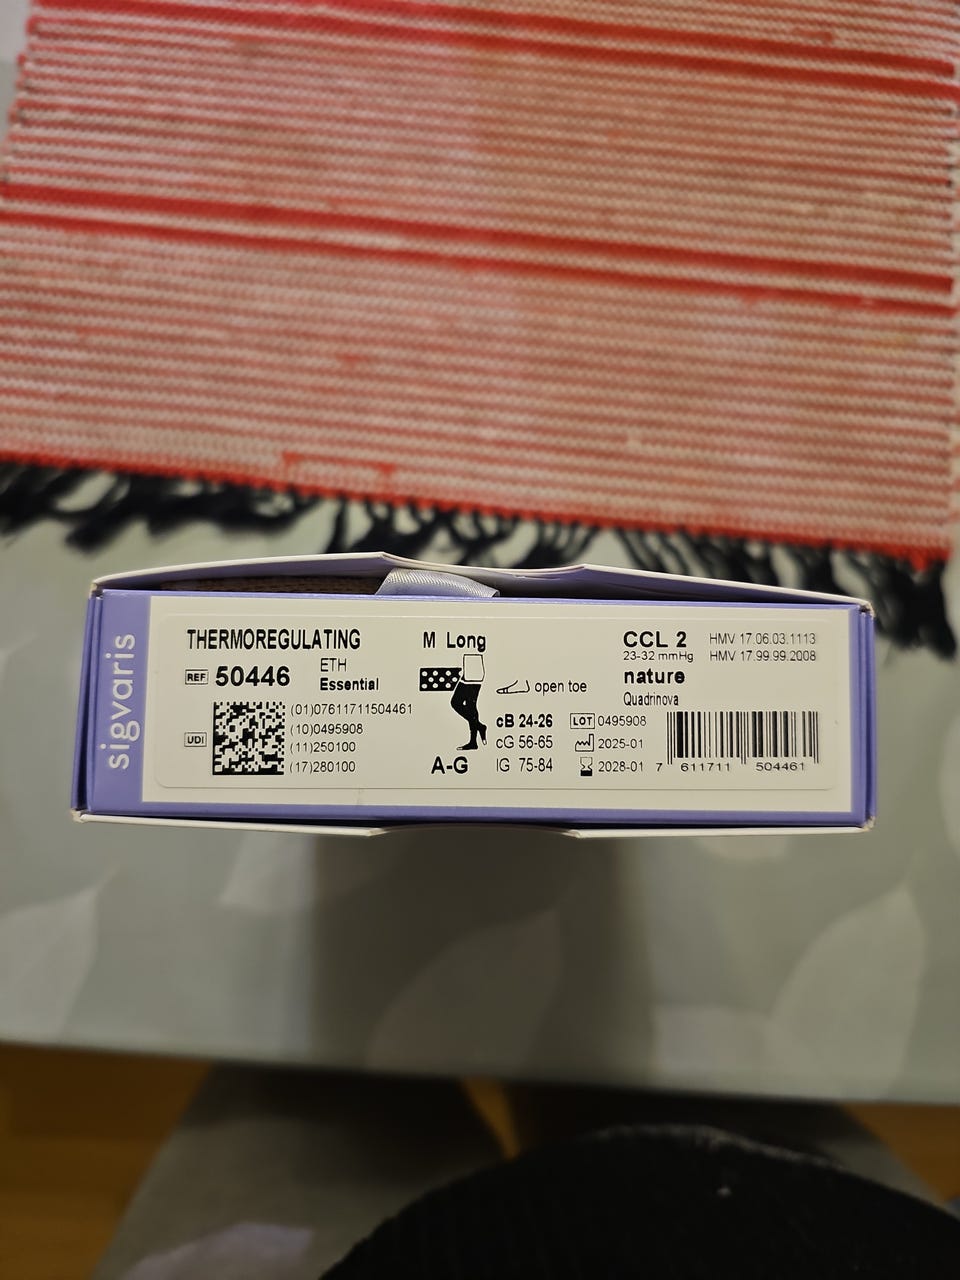 sigvaris
THERMOREGULATING
REF 50446
ETH
Essential
UDI
(01)07611711504461
(10)0495908
(11)250100
(17)280100
M Long
A-G
open toe
cB 24-26
cG 56-65
lG 75-84
CCL 2
23-32 mmHg
nature
Quadrinova
HMV 17.06.03.1113
HMV 17.99.99.2008
LOT 0495908
2025-01
2028-01
7 611711 504461